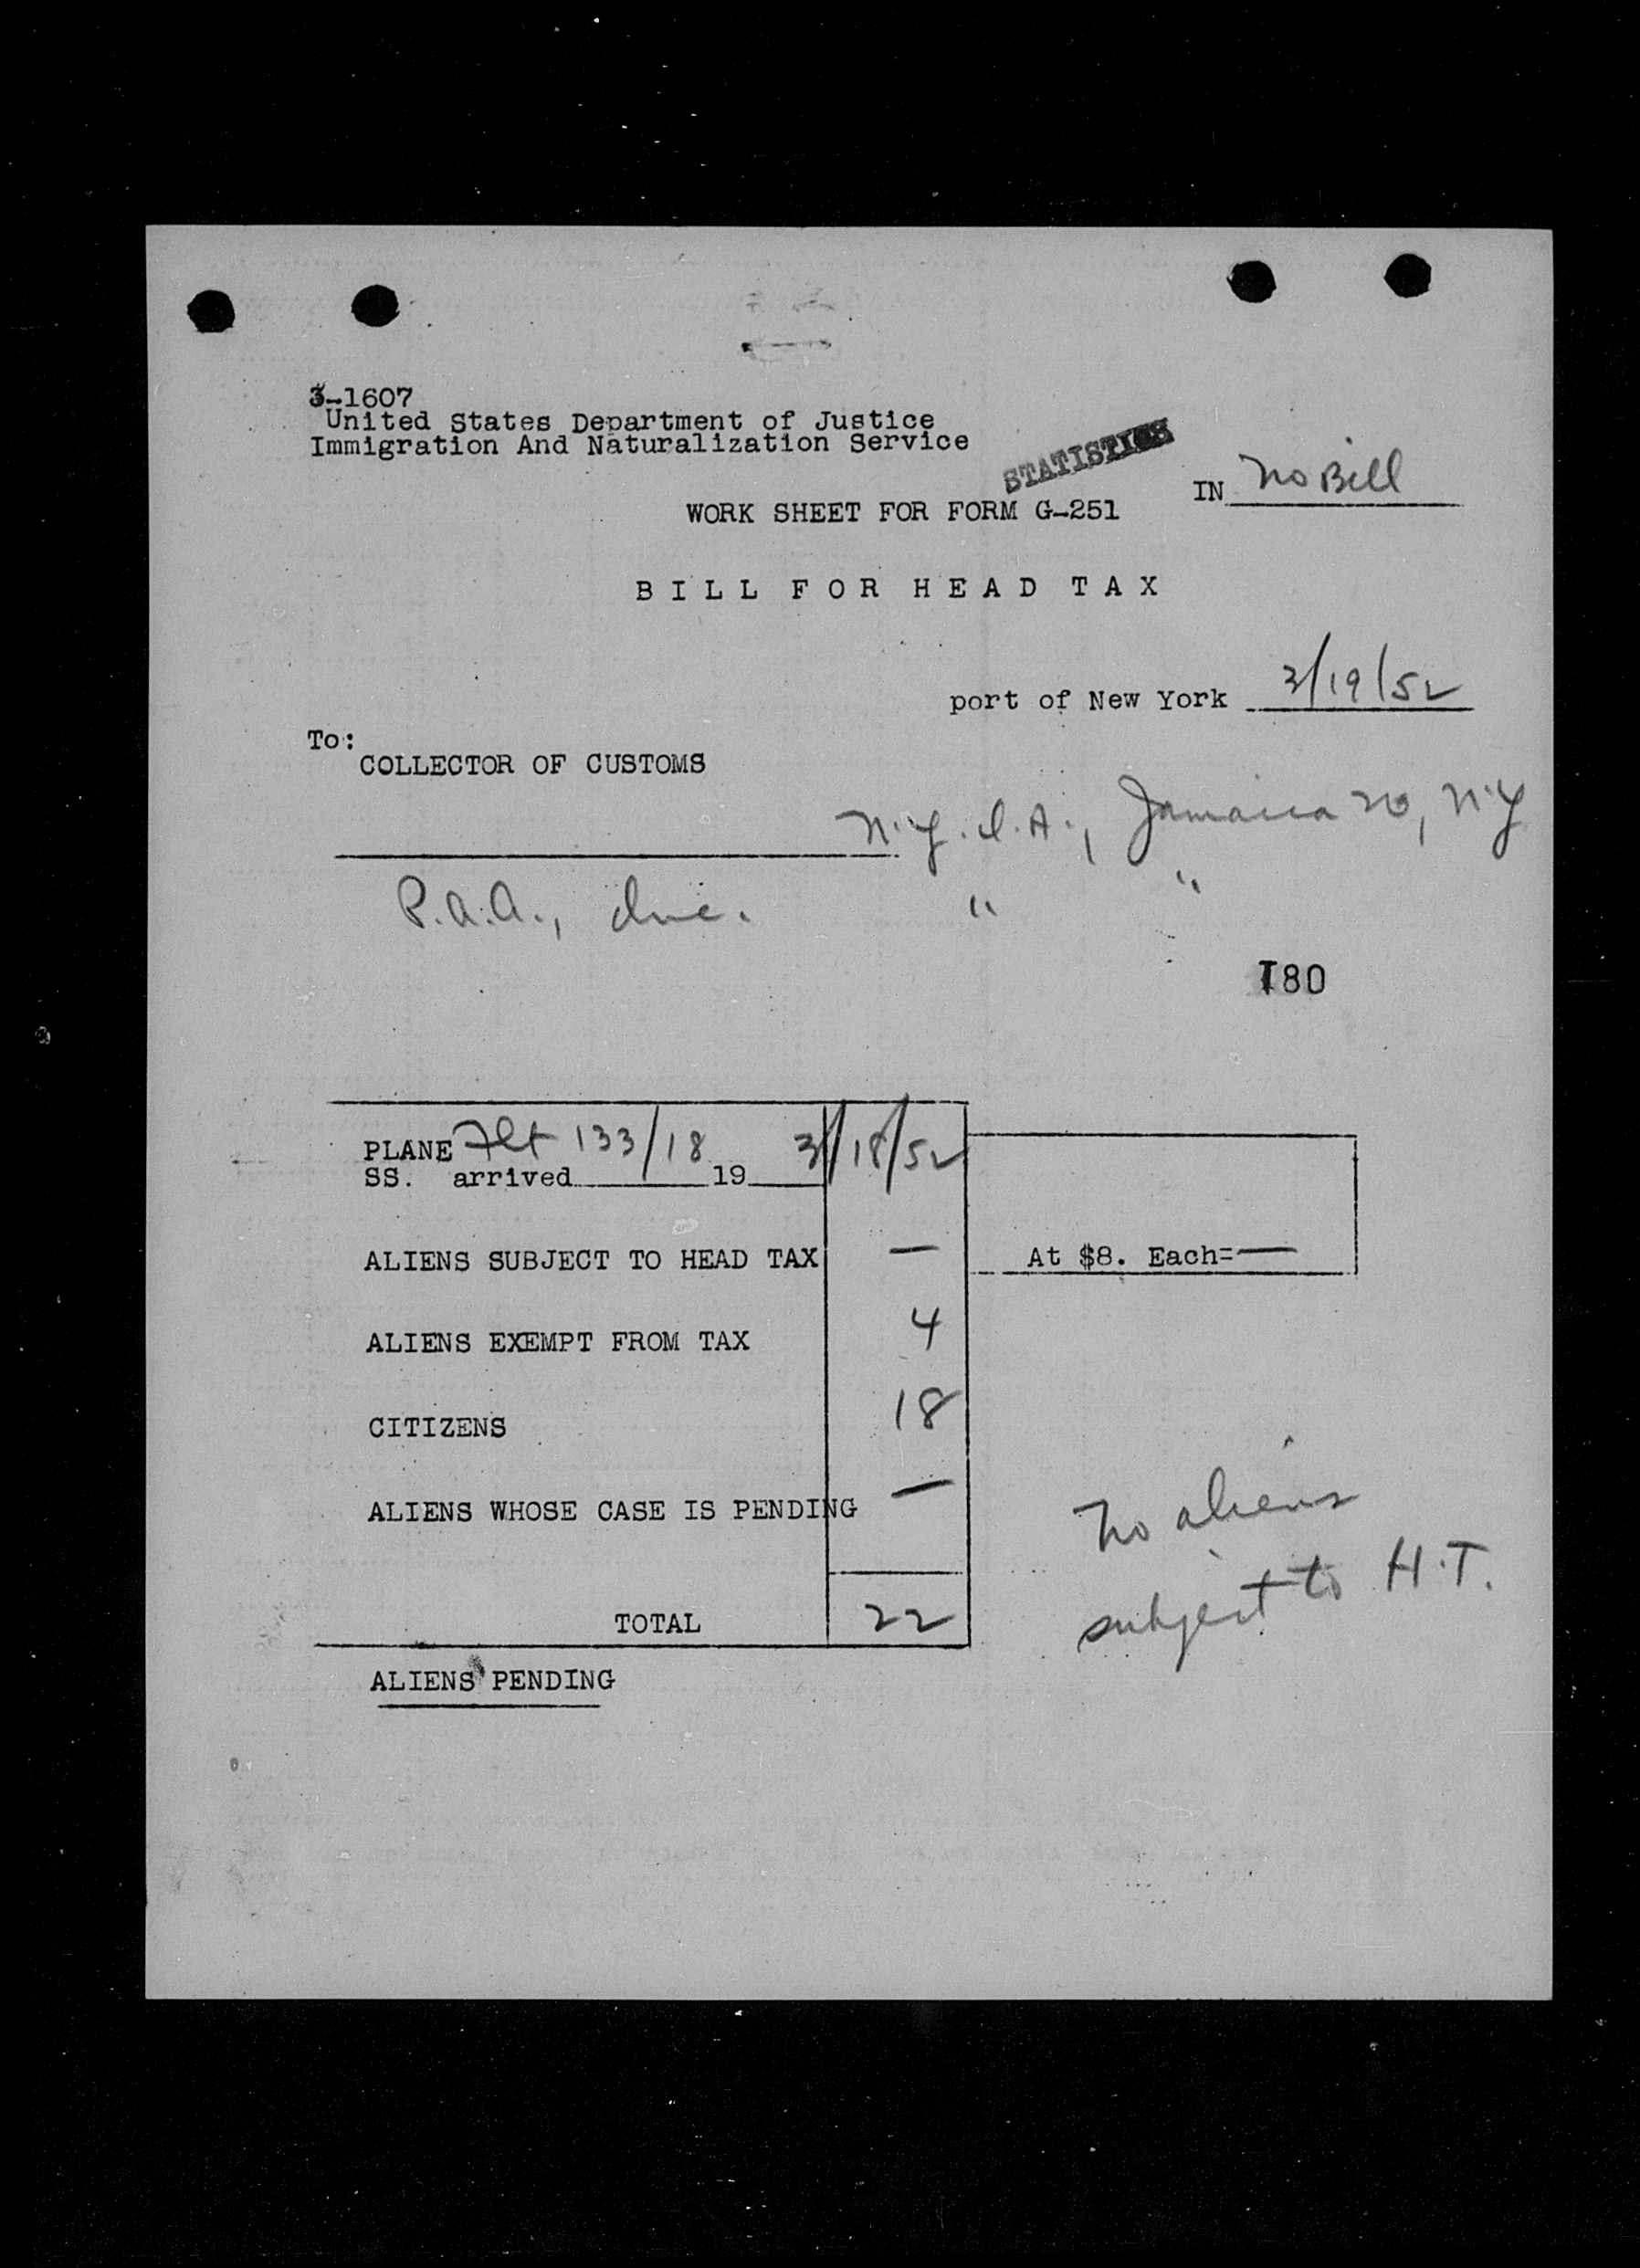 3-1607
United States Department of Justice
Immigration And Naturalization Service
STATISTICS
IN No Bill
WORK SHEET FOR FORM G-251
BILL FOR HEAD TAX
port of New York 3/19/52
To:
COLLECTOR OF CUSTOMS
N.Y.I.A., Jamaica 20, N.Y
P.A.A., Inc. " "
180
PLANE Flt 133/18 3/18/52
SS. arrived 19
ALIENS SUBJECT TO HEAD TAX — At $8. Each= —
ALIENS EXEMPT FROM TAX 4
CITIZENS 18
ALIENS WHOSE CASE IS PENDING —
No aliens
subject to H.T.
TOTAL 22
ALIENS PENDING